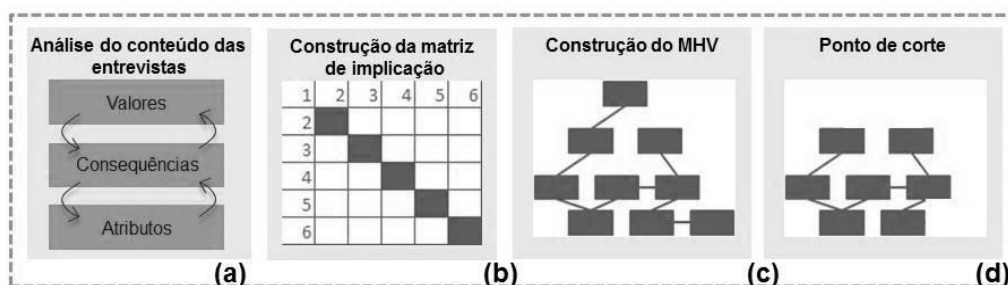 Análise do conteúdo das
entrevistas
Valores
Consequências
Atributos
(a)
Construção da matriz
de implicação
1 2 3 4 5 6
2
3
4
5
6
(b)
Construção do MHV
(c)
Ponto de corte
(d)